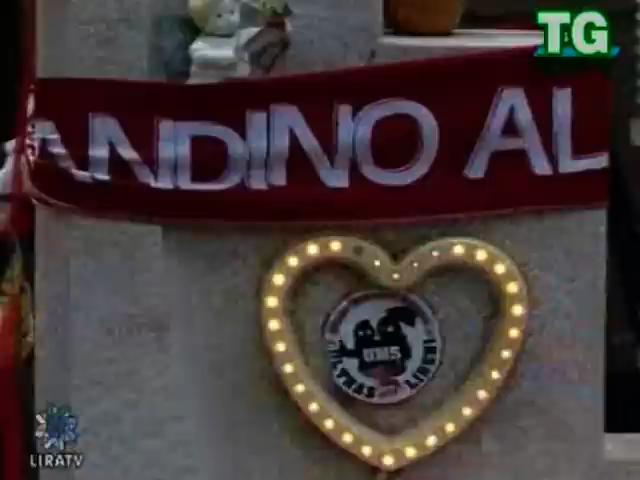 TG
ANDINO AL
UMS
ULTRAS LIBERI
LIRATV